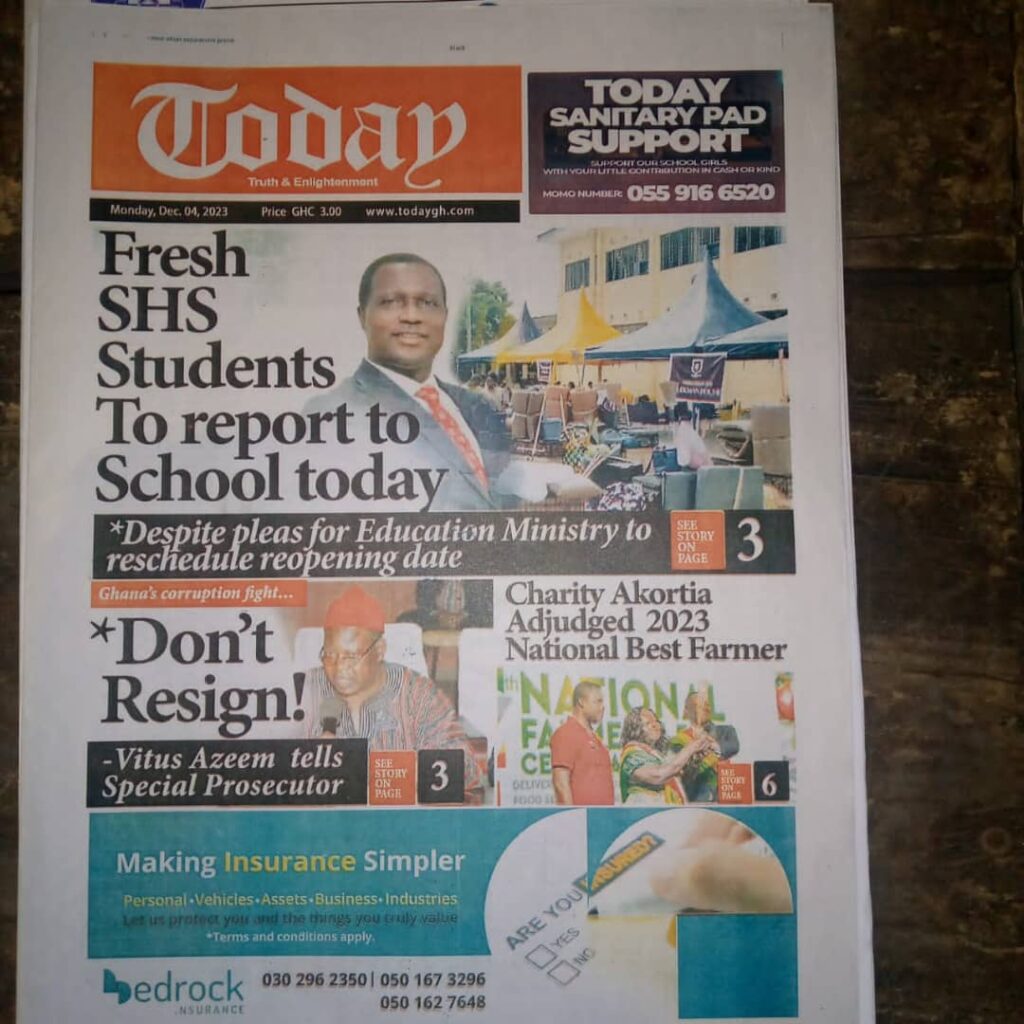 Today
Truth & Enlightenment
Monday, Dec. 04, 2023 Price GHC 3.00 www.todaygh.com
TODAY
SANITARY PAD
SUPPORT
SUPPORT OUR SCHOOL GIRLS
WITH YOUR LITTLE CONTRIBUTION IN CASH OR KIND
MOMO NUMBER: 055 916 6520
Fresh
SHS
Students
To report to
School today
*Despite pleas for Education Ministry to
reschedule reopening date
SEE
STORY
ON
PAGE
3
Ghana's corruption fight...
*Don't
Resign!
-Vitus Azeem tells
Special Prosecutor
SEE
STORY
ON
PAGE
3
Charity Akortia
Adjudged 2023
National Best Farmer
NATIONAL
SEE
STORY
ON
PAGE
6
Making Insurance Simpler
Personal • Vehicles • Assets • Business • Industries
Let us protect you and the things you truly value
*Terms and conditions apply.
ARE YOU INSURED?
YES
NO
bedrock
INSURANCE
030 296 2350 | 050 167 3296
050 162 7648